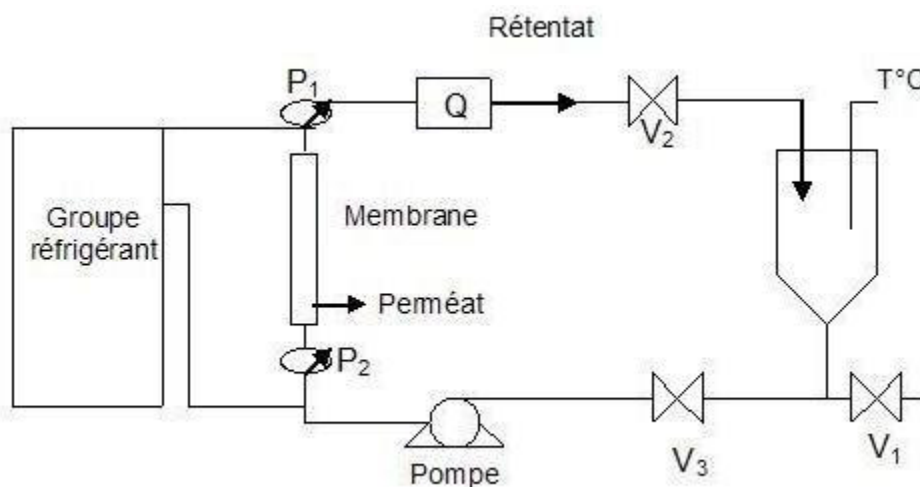 Rétentat
P1
Q
T°C
V2
Groupe
réfrigérant
Membrane
Perméat
P2
V3
V1
Pompe